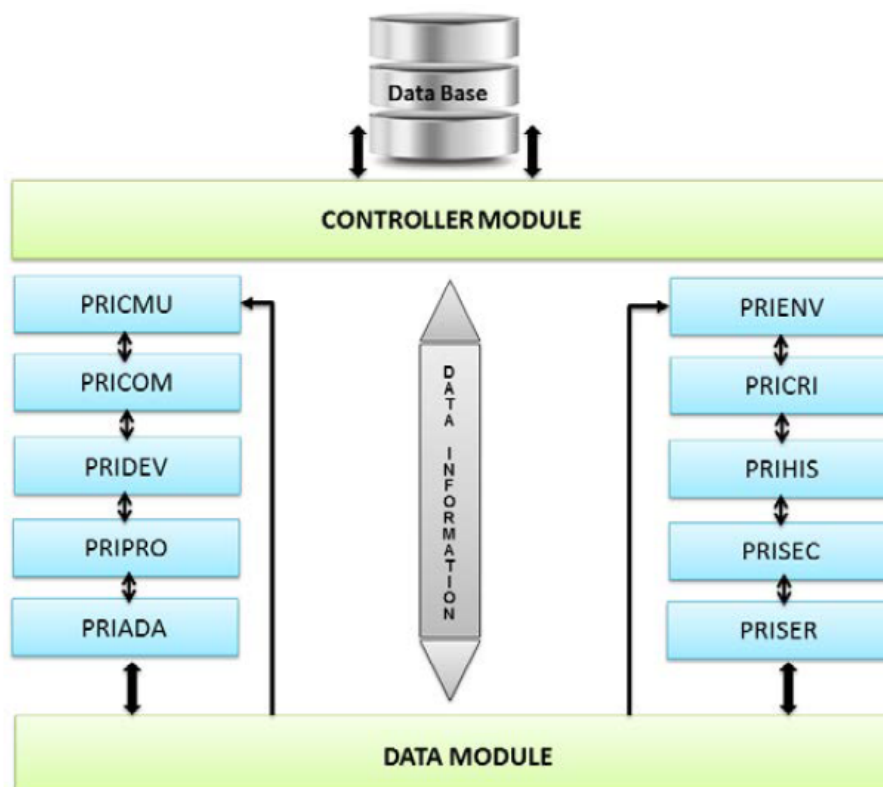 Data Base
CONTROLLER MODULE
PRICMU
PRICOM
PRIDEV
PRIPRO
PRIADA
DATA INFORMATION
PRIENV
PRICRI
PRIHIS
PRISEC
PRISER
DATA MODULE